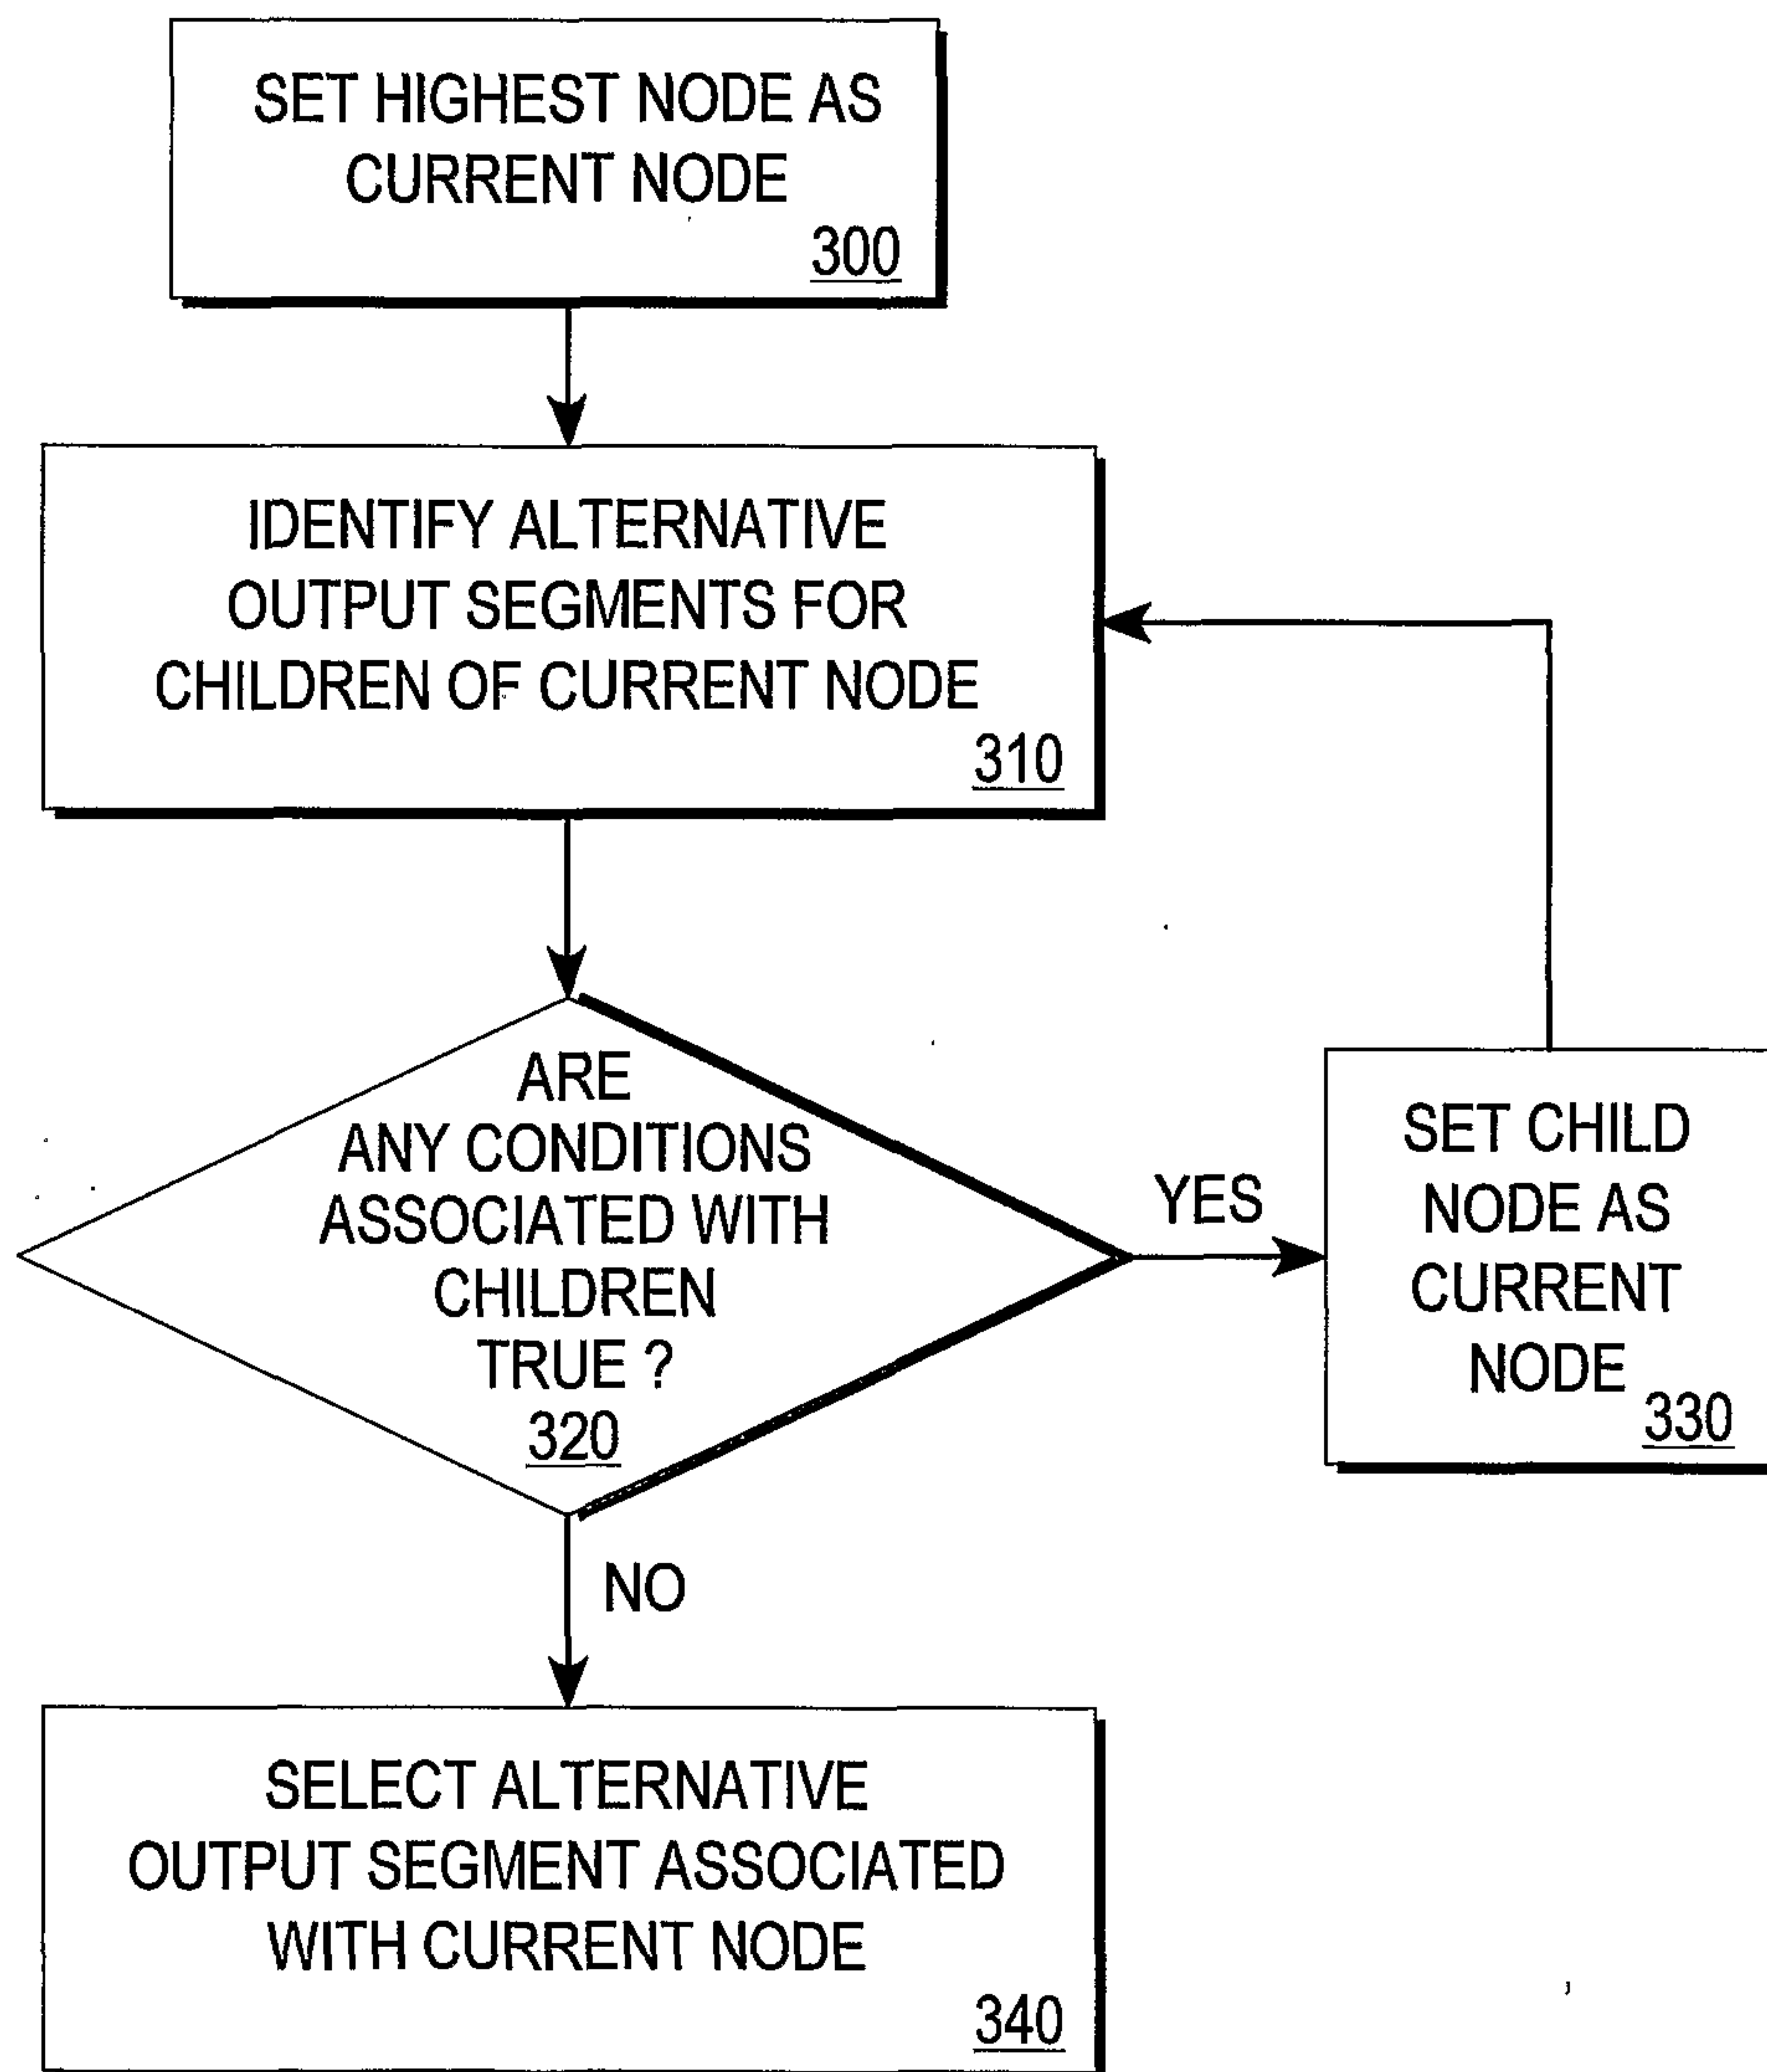 SET HIGHEST NODE AS
CURRENT NODE
300
IDENTIFY ALTERNATIVE
OUTPUT SEGMENTS FOR
CHILDREN OF CURRENT NODE
310
ARE
ANY CONDITIONS
ASSOCIATED WITH
CHILDREN
TRUE ?
320
YES
SET CHILD
NODE AS
CURRENT
NODE
330
NO
SELECT ALTERNATIVE
OUTPUT SEGMENT ASSOCIATED
WITH CURRENT NODE
340